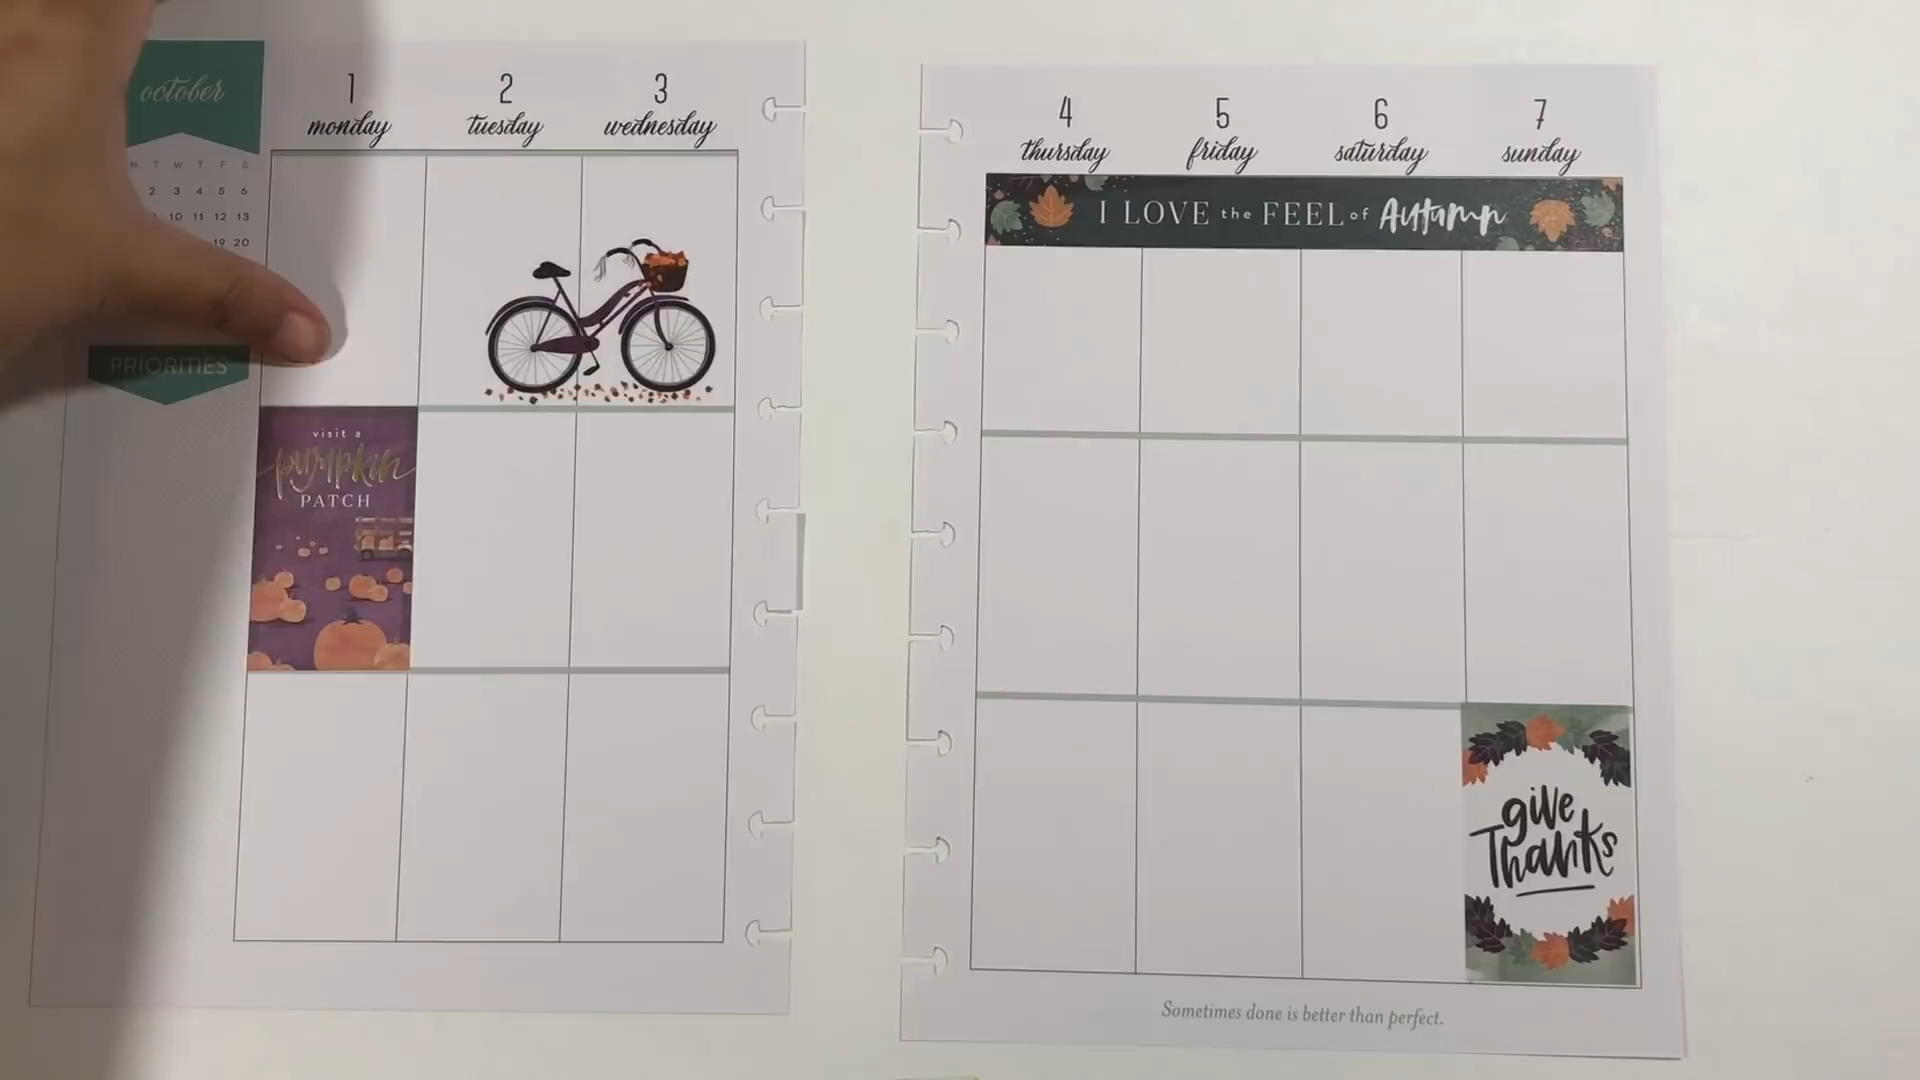 october
M T W T F S
2 3 4 5 6
10 11 12 13
19 20
PRIORITIES
1 2 3
monday tuesday wednesday
visit a
pumpkin
PATCH
4 5 6 7
thursday friday saturday sunday
I LOVE the FEEL of Autumn
give
Thanks
Sometimes done is better than perfect.